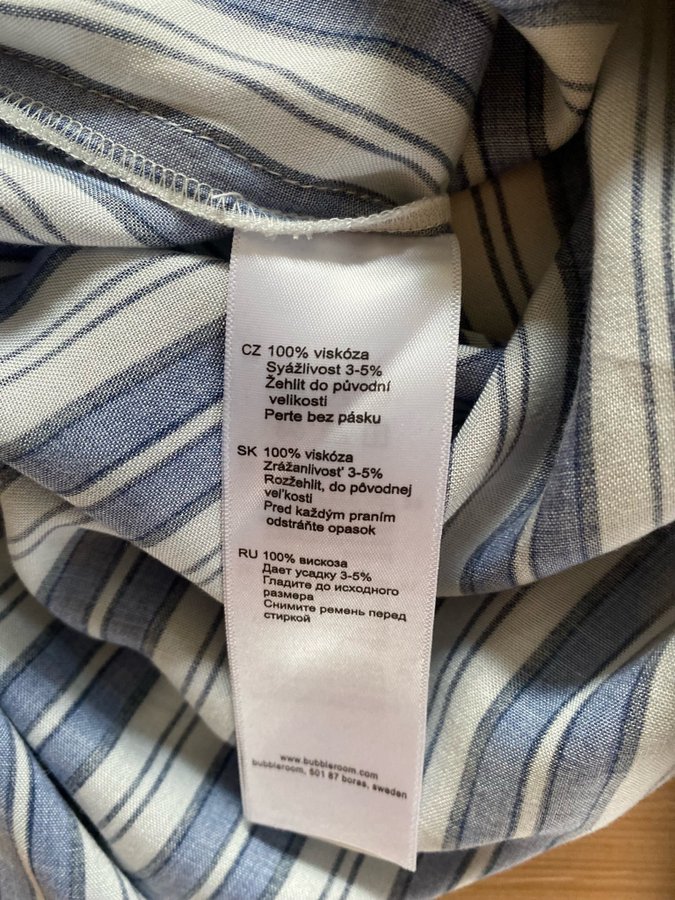 CZ 100% viskóza
Syážlivost 3-5%
Žehlit do původní
velikosti
Perte bez pásku
SK 100% viskóza
Zrážanlivosť 3-5%
Rozžehlit, do pôvodnej
veľkosti
Pred každým praním
odstráňte opasok
RU 100% вискоза
Дает усадку 3-5%
Гладите до исходного
размера
Снимите ремень перед
стиркой
www.bubbleroom.com
bubbleroom, 501 87 boras, sweden